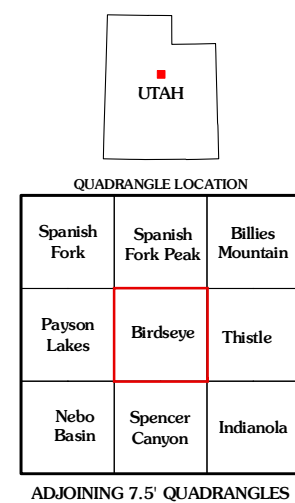 UTAH
QUADRANGLE LOCATION
Spanish
Fork
Spanish
Fork Peak
Billies
Mountain
Payson
Lakes
Birdseye
Thistle
Nebo
Basin
Spencer
Canyon
Indianola
ADJOINING 7.5' QUADRANGLES